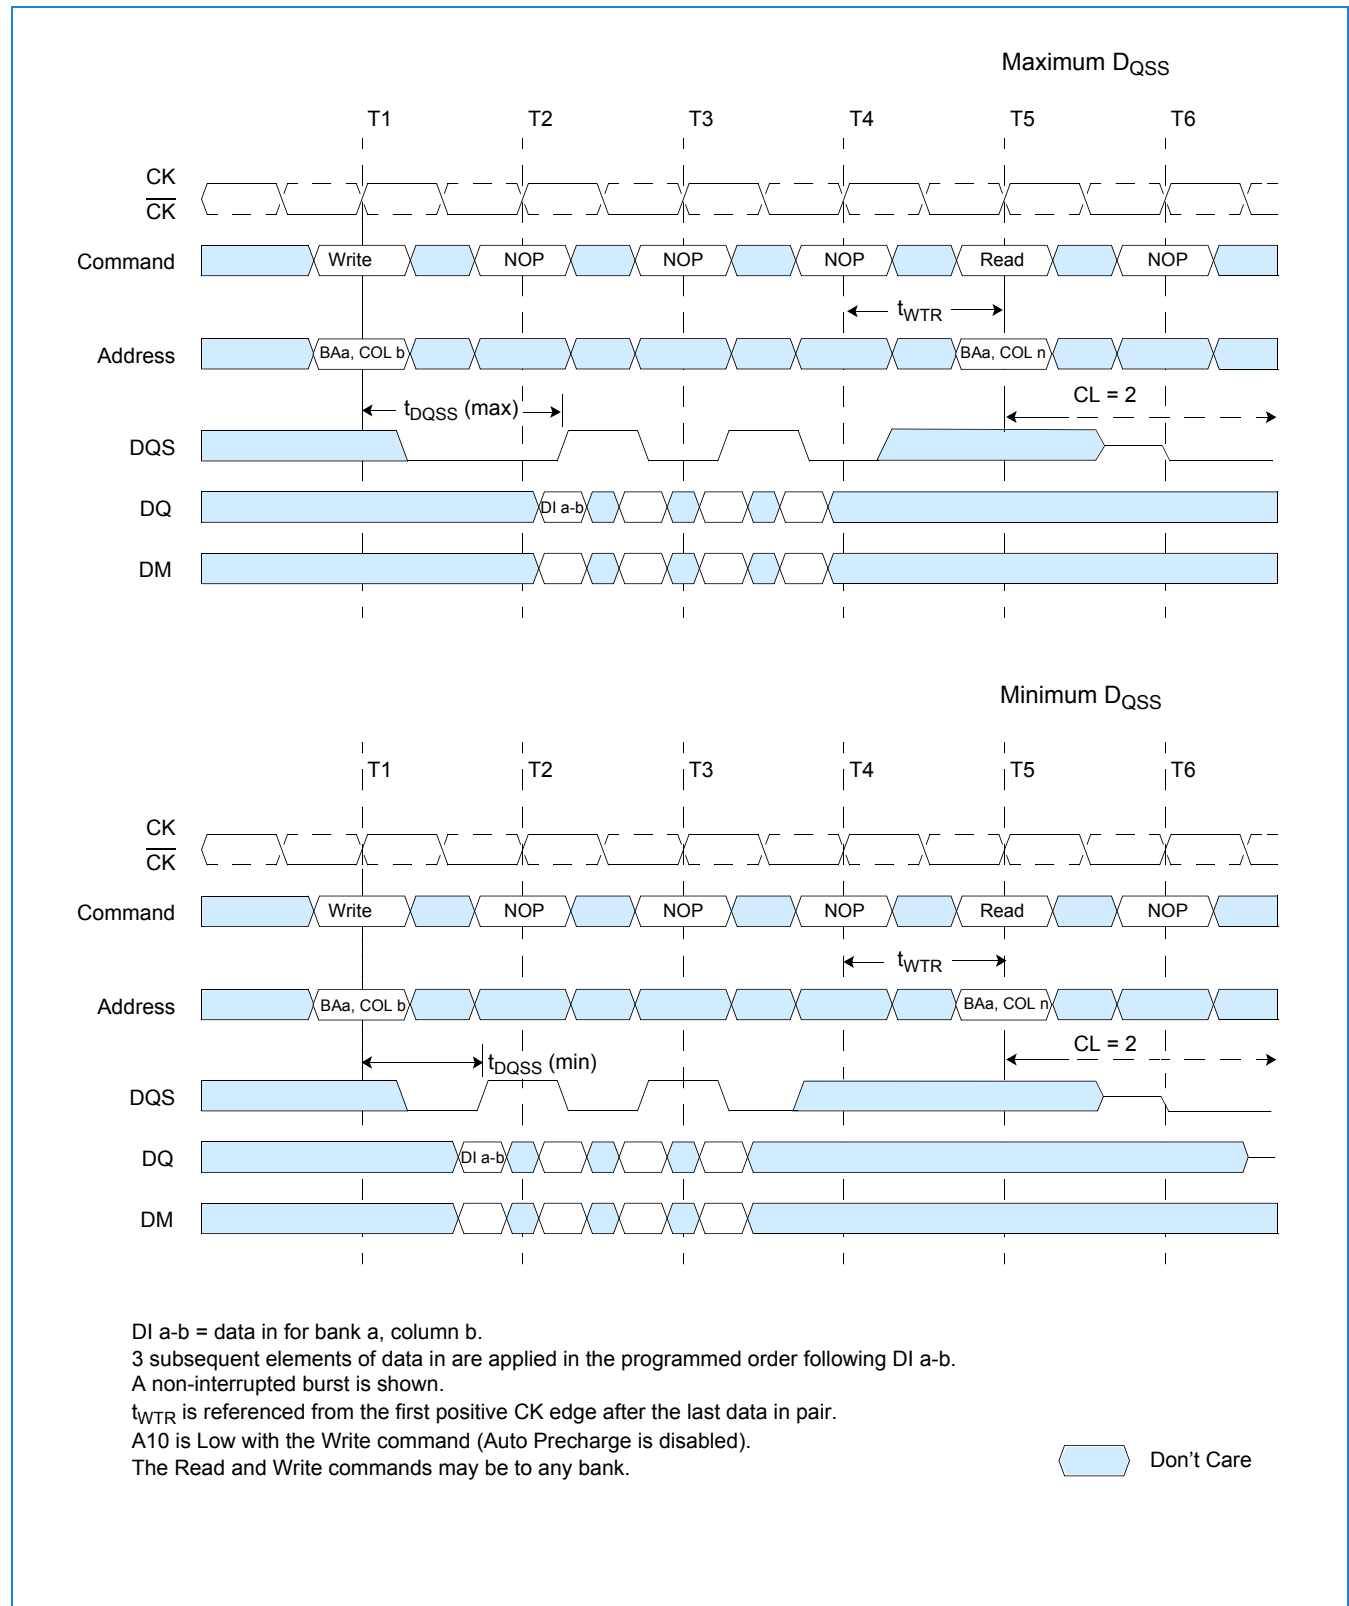 Maximum DQSS
T1 T2 T3 T4 T5 T6
CK
CK
Command Write NOP NOP NOP Read NOP
tWTR
Address BAa, COL b BAa, COL n
tDQSS (max) CL = 2
DQS
DQ DI a-b
DM
Minimum DQSS
T1 T2 T3 T4 T5 T6
CK
CK
Command Write NOP NOP NOP Read NOP
tWTR
Address BAa, COL b BAa, COL n
tDQSS (min) CL = 2
DQS
DQ DI a-b
DM
DI a-b = data in for bank a, column b.
3 subsequent elements of data in are applied in the programmed order following DI a-b.
A non-interrupted burst is shown.
tWTR is referenced from the first positive CK edge after the last data in pair.
A10 is Low with the Write command (Auto Precharge is disabled).
The Read and Write commands may be to any bank.
Don't Care